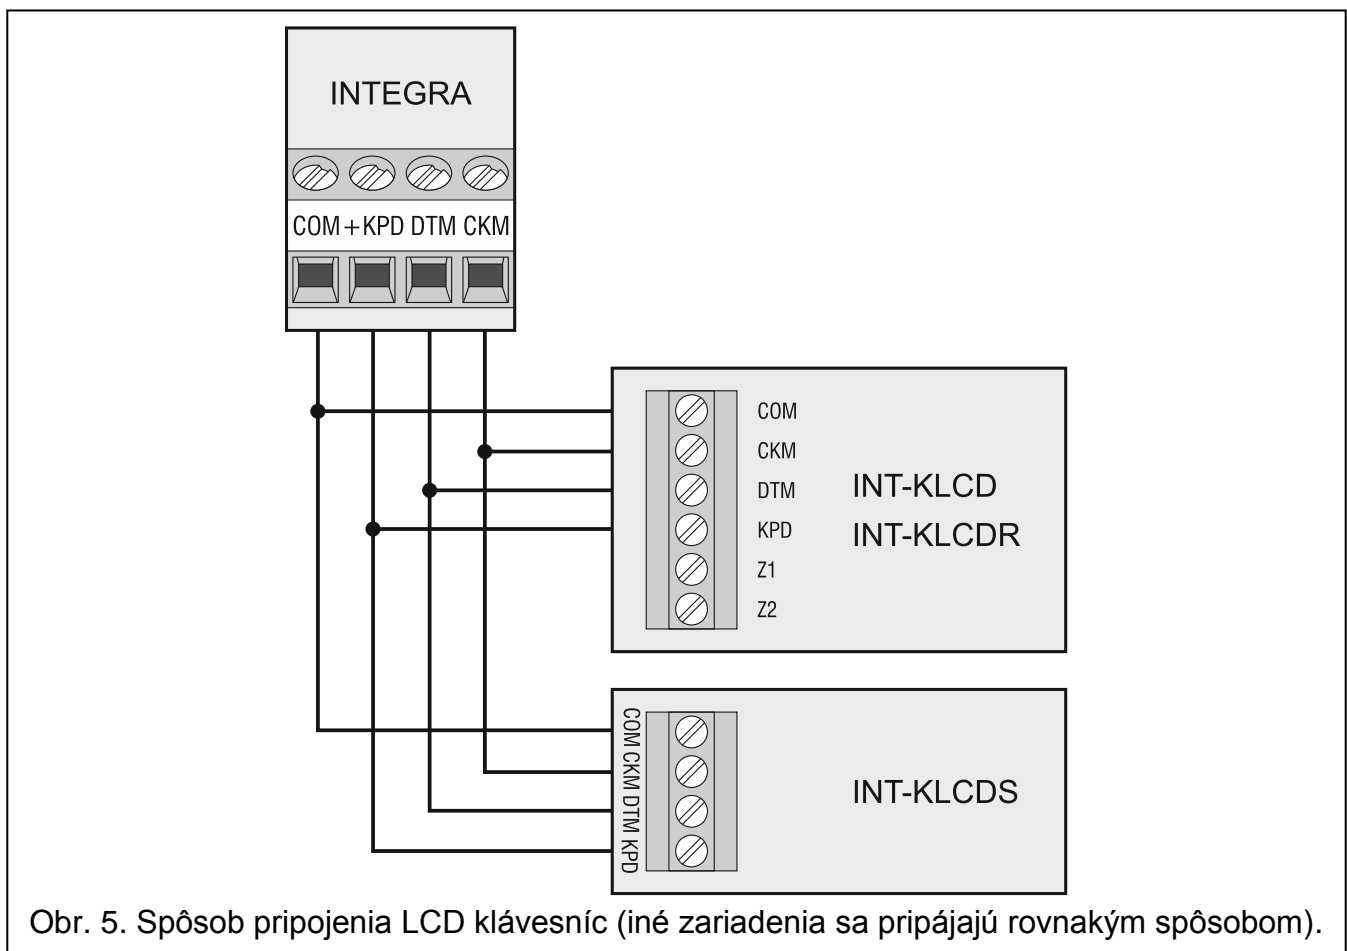 INTEGRA
COM +KPD DTM CKM
COM
CKM
DTM
KPD
Z1
Z2
INT-KLCD
INT-KLCDR
COM CKM DTM KPD
INT-KLCDS
Obr. 5. Spôsob pripojenia LCD klávesníc (iné zariadenia sa pripájajú rovnakým spôsobom).